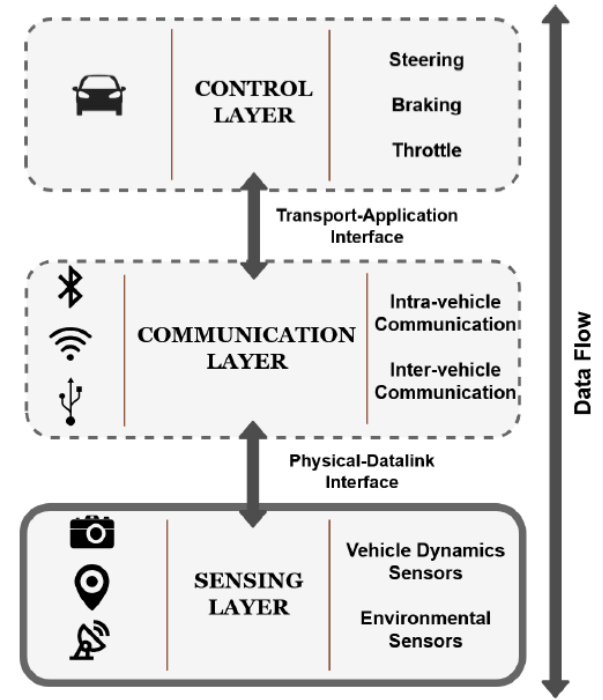 CONTROL
LAYER
Steering
Braking
Throttle
Transport-Application
Interface
COMMUNICATION
LAYER
Intra-vehicle
Communication
Inter-vehicle
Communication
Physical-Datalink
Interface
SENSING
LAYER
Vehicle Dynamics
Sensors
Environmental
Sensors
Data Flow